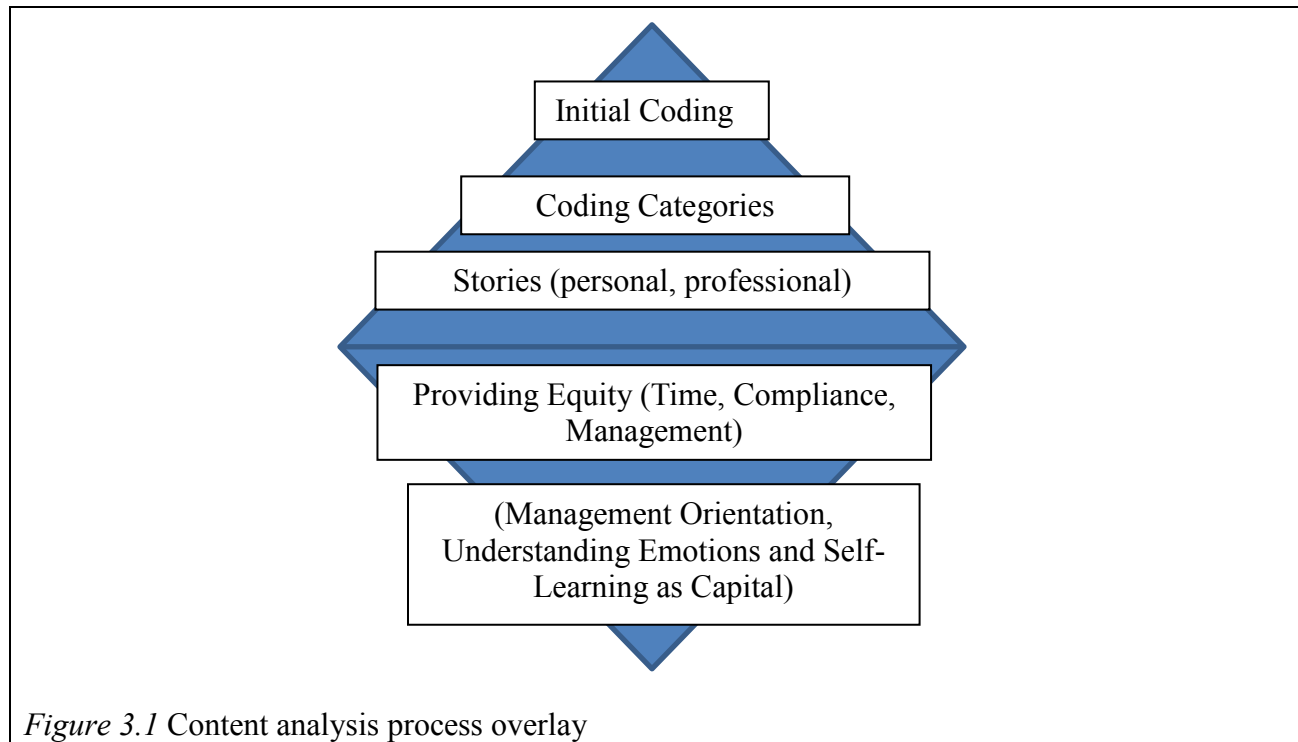 Initial Coding
Coding Categories
Stories (personal, professional)
Providing Equity (Time, Compliance,
Management)
(Management Orientation,
Understanding Emotions and Self-
Learning as Capital)
Figure 3.1 Content analysis process overlay